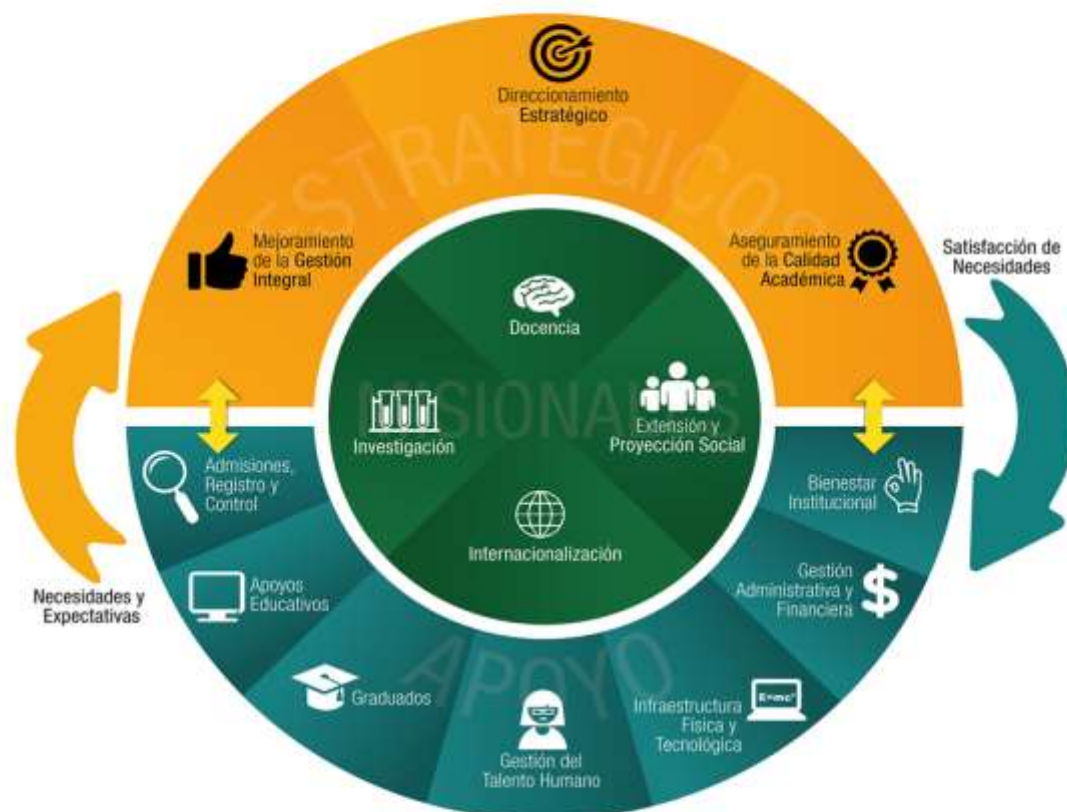 Direccionamiento
Estratégico
ESTRATÉGICOS
Mejoramiento
de la Gestión
Integral
Aseguramiento
de la Calidad
Académica
Satisfacción de
Necesidades
Docencia
MISIONALES
Investigación
Extensión y
Proyección Social
Internacionalización
Admisiones,
Registro y
Control
Bienestar
Institucional
Necesidades y
Expectativas
Apoyos
Educativos
Gestión
Administrativa y
Financiera
APOYO
Graduados
Infraestructura
Física y
Tecnológica
E=mc²
Gestión del
Talento Humano